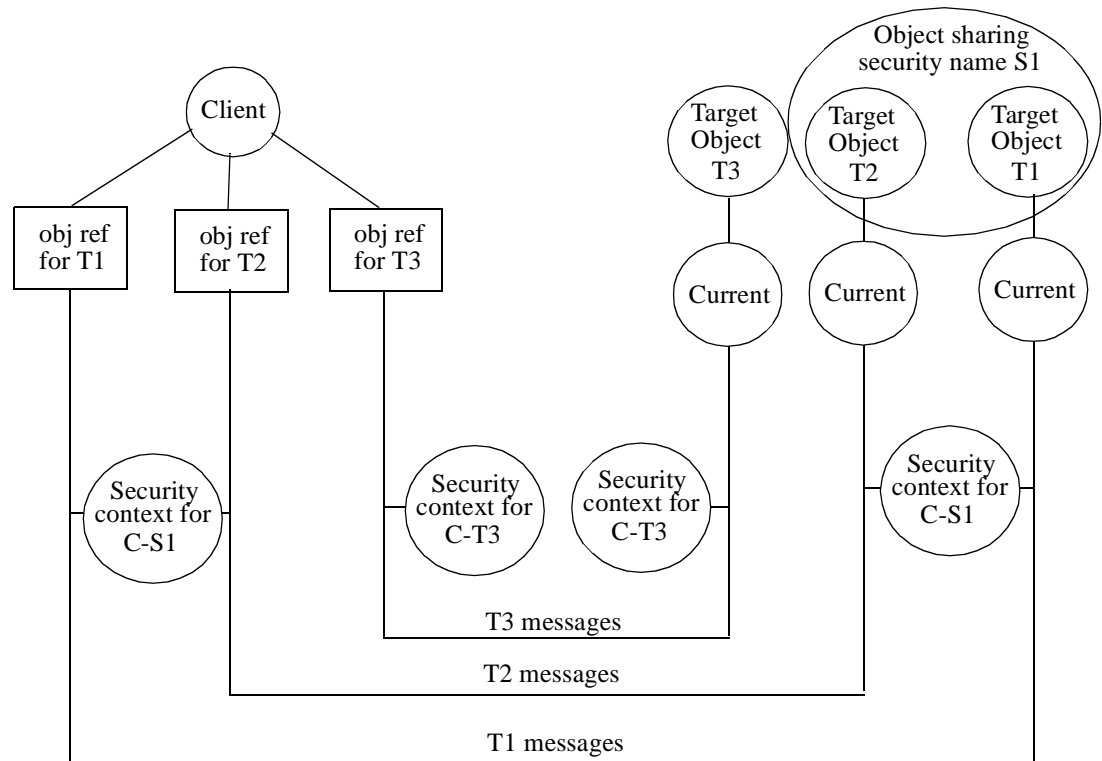 Object sharing
security name S1
Client
Target
Object
T3
Target
Object
T2
Target
Object
T1
obj ref
for T1
obj ref
for T2
obj ref
for T3
Current
Current
Current
Security
context for
C-S1
Security
context for
C-T3
Security
context for
C-T3
Security
context for
C-S1
T3 messages
T2 messages
T1 messages